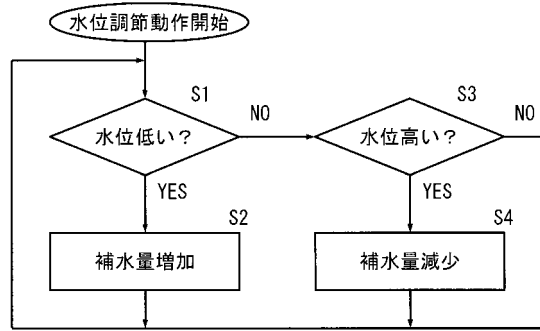 水位調節動作開始
S1
水位低い?
NO
S3
水位高い?
NO
YES
YES
S2
補水量増加
S4
補水量減少